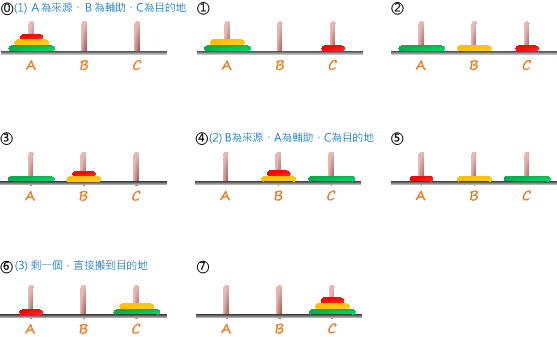 ⓪(1) A為來源、B為輔助、C為目的地
A B C
①
A B C
②
A B C
③
A B C
④(2) B為來源、A為輔助、C為目的地
A B C
⑤
A B C
⑥(3) 剩一個，直接搬到目的地
A B C
⑦
A B C